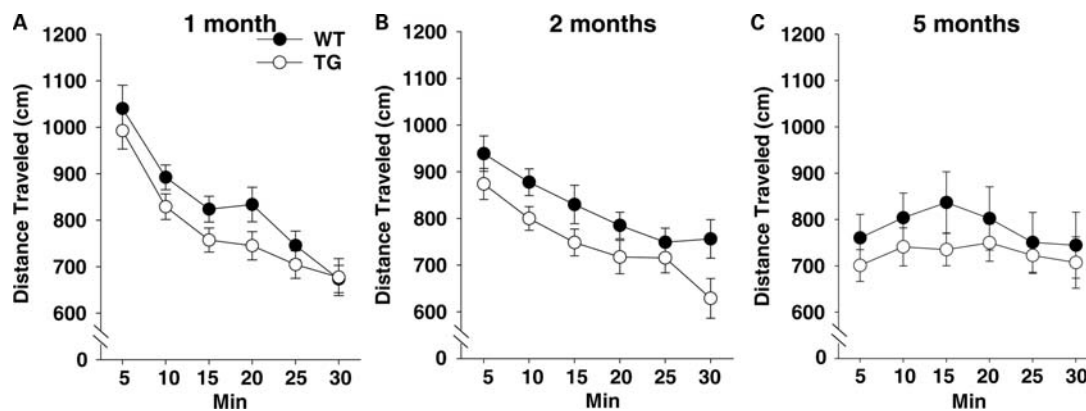 A 1 month B 2 months C 5 months
WT
TG
1200 1200 1200
1100 1100 1100
1000 1000 1000
900 900 900
800 800 800
700 700 700
600 600 600
0 0 0
Distance Traveled (cm) Distance Traveled (cm) Distance Traveled (cm)
5 10 15 20 25 30 5 10 15 20 25 30 5 10 15 20 25 30
Min Min Min